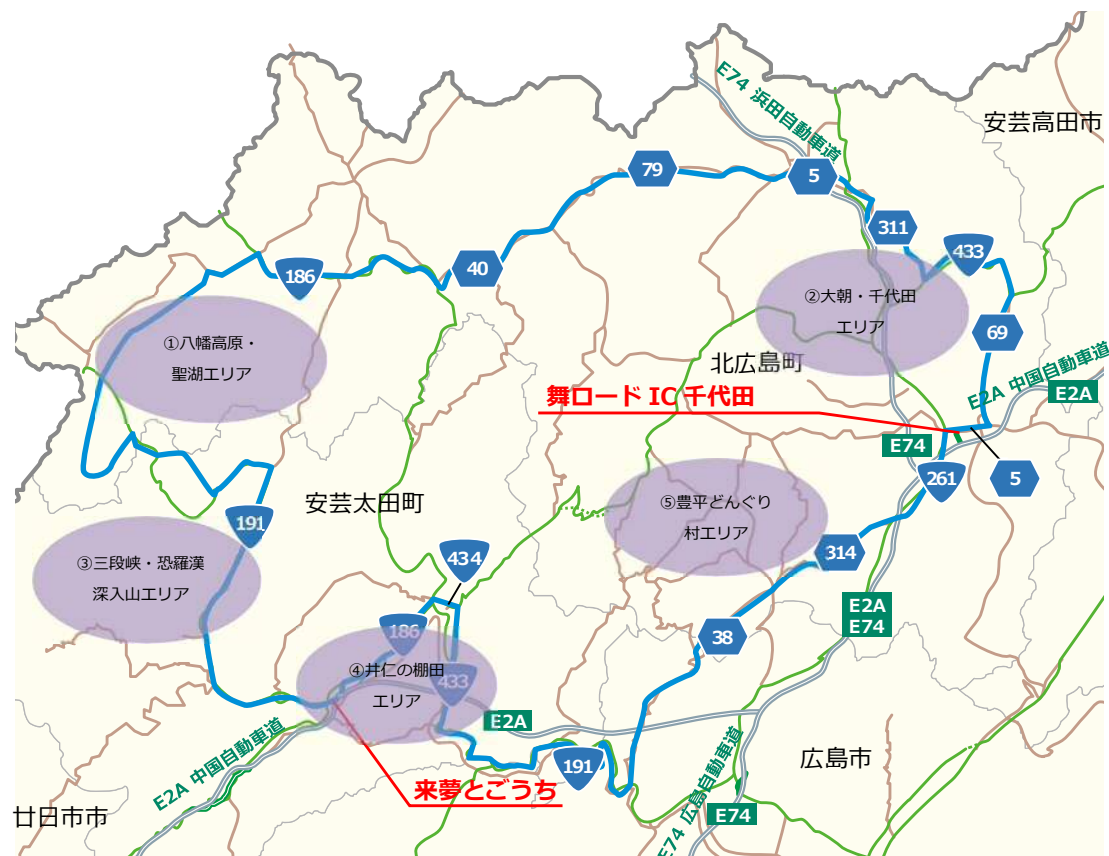 E74 浜田自動車道
安芸高田市
79
5
311
433
186
40
②大朝・千代田
エリア
①八幡高原・
聖湖エリア
69
北広島町
E2A 中国自動車道
E2A
舞ロード IC 千代田
E74
261
5
安芸太田町
⑤豊平どんぐり
村エリア
191
③三段峡・恐羅漢
深入山エリア
434
314
E2A
E74
186
38
④井仁の棚田
エリア
433
E2A
191
広島市
E2A 中国自動車道
来夢とごうち
E74 広島自動車道
E74
廿日市市